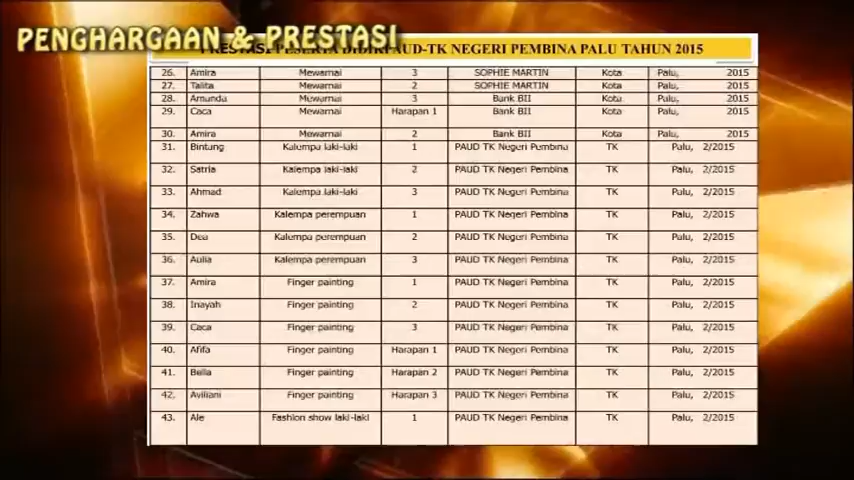 PENGHARGAAN & PRESTASI
PRESTASI PESERTA DIDIK PAUD-TK NEGERI PEMBINA PALU TAHUN 2015
26. Amira Mewarnai 3 SOPHIE MARTIN Kota Palu, 2015
27. Talita Mewarnai 2 SOPHIE MARTIN Kota Palu, 2015
28. Amunda Mewarnai 3 Bank BII Kota Palu, 2015
29. Caca Mewarnai Harapan 1 Bank BII Kota Palu, 2015
30. Amira Mewarnai 2 Bank BII Kota Palu, 2015
31. Bintung Kalempa laki-laki 1 PAUD TK Negeri Pembina TK Palu, 2/2015
32. Satria Kalempa laki-laki 2 PAUD TK Negeri Pembina TK Palu, 2/2015
33. Ahmad Kalempa laki-laki 3 PAUD TK Negeri Pembina TK Palu, 2/2015
34. Zahwa Kalempa perempuan 1 PAUD TK Negeri Pembina TK Palu, 2/2015
35. Dea Kalempa perempuan 2 PAUD TK Negeri Pembina TK Palu, 2/2015
36. Aulia Kalempa perempuan 3 PAUD TK Negeri Pembina TK Palu, 2/2015
37. Amira Finger painting 1 PAUD TK Negeri Pembina TK Palu, 2/2015
38. Inayah Finger painting 2 PAUD TK Negeri Pembina TK Palu, 2/2015
39. Caca Finger painting 3 PAUD TK Negeri Pembina TK Palu, 2/2015
40. Afifa Finger painting Harapan 1 PAUD TK Negeri Pembina TK Palu, 2/2015
41. Bella Finger painting Harapan 2 PAUD TK Negeri Pembina TK Palu, 2/2015
42. Aviliani Finger painting Harapan 3 PAUD TK Negeri Pembina TK Palu, 2/2015
43. Ale Fashion show laki-laki 1 PAUD TK Negeri Pembina TK Palu, 2/2015